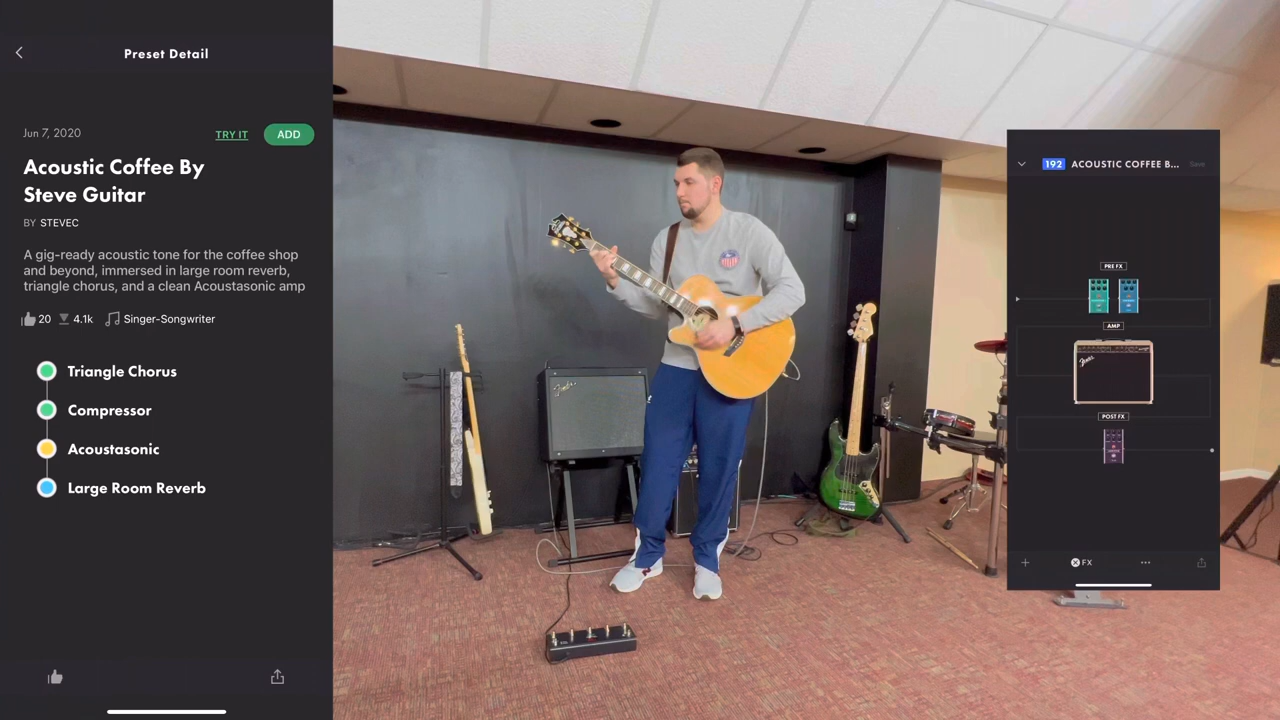 Preset Detail
Jun 7, 2020
TRY IT
ADD
Acoustic Coffee By
Steve Guitar
BY STEVEC
A gig-ready acoustic tone for the coffee shop
and beyond, immersed in large room reverb,
triangle chorus, and a clean Acoustasonic amp
20
4.1k
Singer-Songwriter
Triangle Chorus
Compressor
Acoustasonic
Large Room Reverb
Fender
192 ACOUSTIC COFFEE B...
Save
PRE FX
AMP
Fender
POST FX
FX